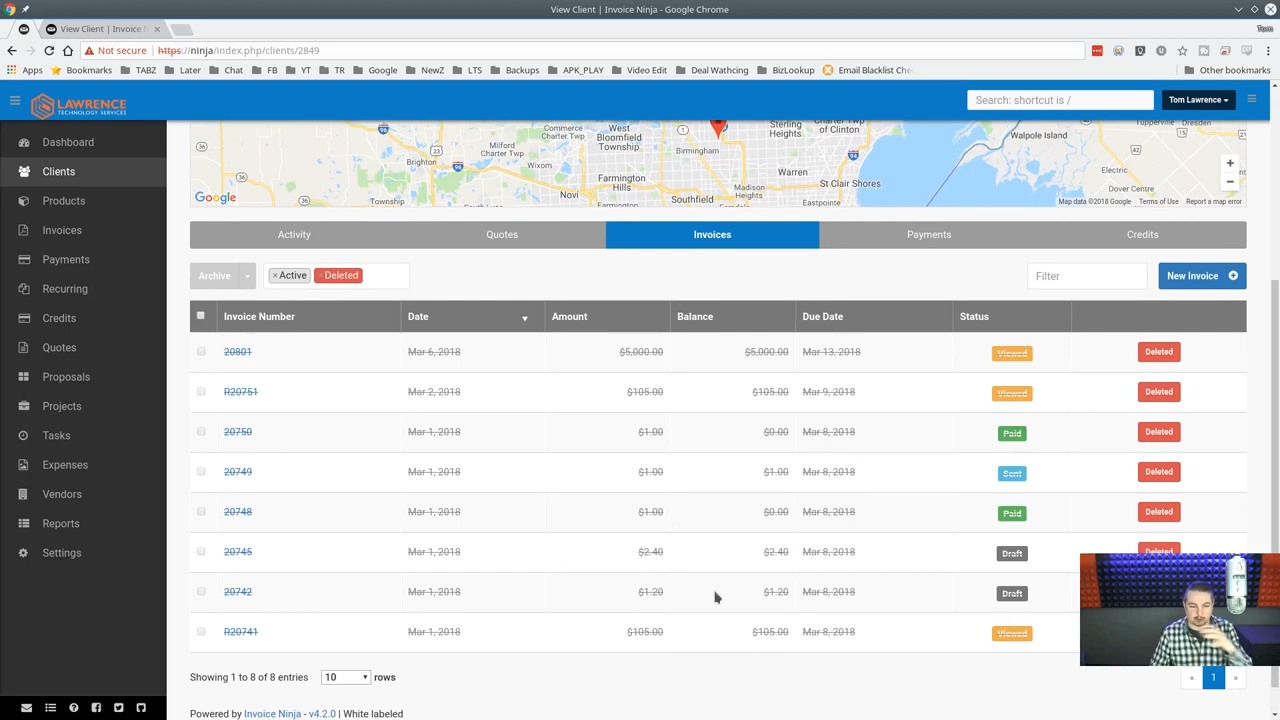 View Client | Invoice Ninja - Google Chrome
View Client | Invoice N
Tom
Not secure | https://ninja/index.php/clients/2849
Apps Bookmarks TABZ Later Chat FB YT TR Google NewZ LTS Backups APK_PLAY Video Edit Deal Wathcing BizLookup Email Blacklist Che Other bookmarks
LAWRENCE
TECHNOLOGY SERVICES
Search: shortcut is /
Tom Lawrence
Dashboard
Clients
Products
Invoices
Payments
Recurring
Credits
Quotes
Proposals
Projects
Tasks
Expenses
Vendors
Reports
Settings
Commerce
Charter Twp
West
Bloomfield
Township
Birmingham
Sterling
Heights
Charter Twp
of Clinton
Walpole Island
Brighton
Wixom
Farmington
Hills
Warren
St Clair Shores
Novi
Southfield
Madison
Heights
Electric
Dover Centre
Township
Farmington
Google
Map data ©2018 Google Terms of Use Report a map error
Activity Quotes Invoices Payments Credits
Archive × Active × Deleted Filter New Invoice
Invoice Number Date Amount Balance Due Date Status
20801 Mar 6, 2018 $5,000.00 $5,000.00 Mar 13, 2018 Viewed Deleted
R20751 Mar 2, 2018 $105.00 $105.00 Mar 9, 2018 Viewed Deleted
20750 Mar 1, 2018 $1.00 $0.00 Mar 8, 2018 Paid Deleted
20749 Mar 1, 2018 $1.00 $1.00 Mar 8, 2018 Sent Deleted
20748 Mar 1, 2018 $1.00 $0.00 Mar 8, 2018 Paid Deleted
20745 Mar 1, 2018 $2.40 $2.40 Mar 8, 2018 Draft Deleted
20742 Mar 1, 2018 $1.20 $1.20 Mar 8, 2018 Draft
R20741 Mar 1, 2018 $105.00 $105.00 Mar 8, 2018 Viewed
Showing 1 to 8 of 8 entries 10 rows
« 1 »
Powered by Invoice Ninja - v4.2.0 | White labeled